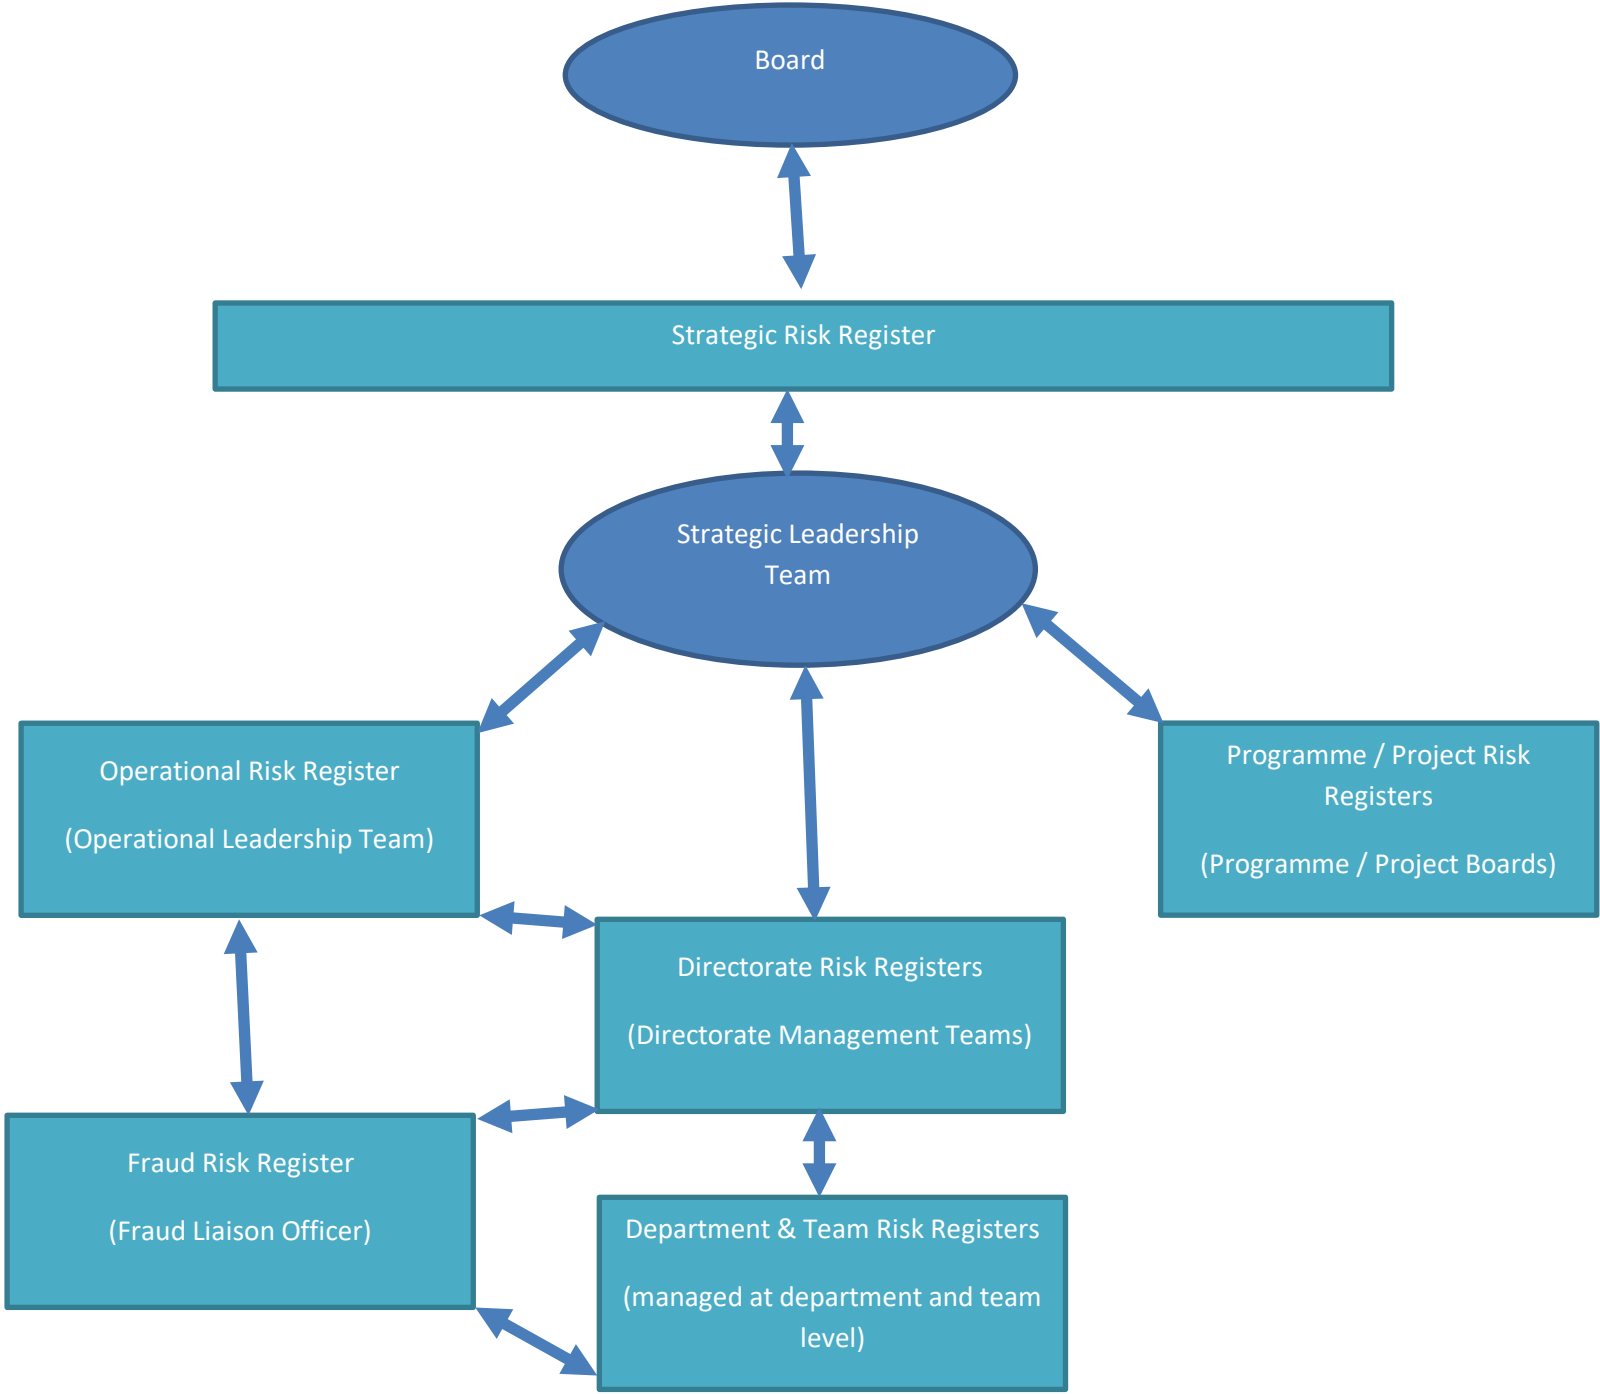 Board
Strategic Risk Register
Strategic Leadership
Team
Operational Risk Register
(Operational Leadership Team)
Programme / Project Risk
Registers
(Programme / Project Boards)
Directorate Risk Registers
(Directorate Management Teams)
Fraud Risk Register
(Fraud Liaison Officer)
Department & Team Risk Registers
(managed at department and team
level)